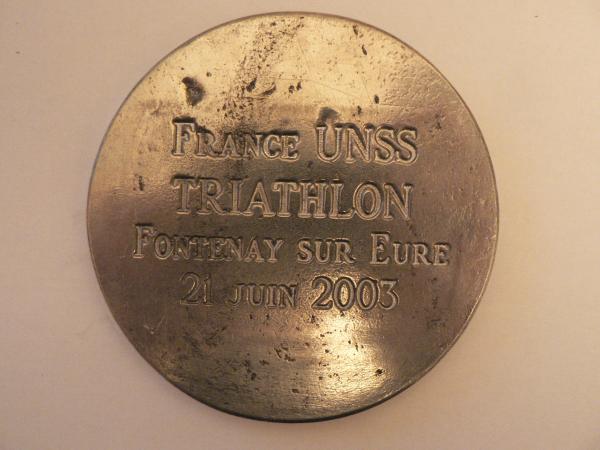 France UNSS
TRIATHLON
Fontenay sur Eure
21 juin 2003